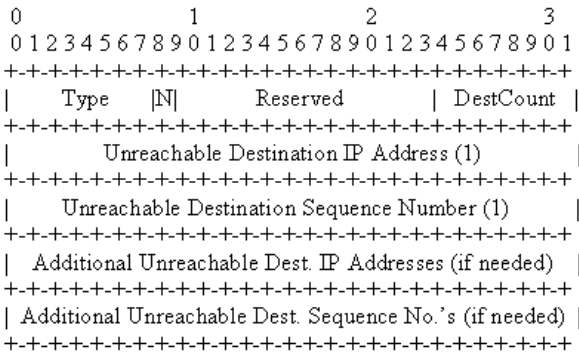 0 1 2 3
0 1 2 3 4 5 6 7 8 9 0 1 2 3 4 5 6 7 8 9 0 1 2 3 4 5 6 7 8 9 0 1
+-+-+-+-+-+-+-+-+-+-+-+-+-+-+-+-+-+-+-+-+-+-+-+-+-+-+-+-+-+-+-+-+
| Type |N| Reserved | DestCount |
+-+-+-+-+-+-+-+-+-+-+-+-+-+-+-+-+-+-+-+-+-+-+-+-+-+-+-+-+-+-+-+-+
| Unreachable Destination IP Address (1) |
+-+-+-+-+-+-+-+-+-+-+-+-+-+-+-+-+-+-+-+-+-+-+-+-+-+-+-+-+-+-+-+-+
| Unreachable Destination Sequence Number (1) |
+-+-+-+-+-+-+-+-+-+-+-+-+-+-+-+-+-+-+-+-+-+-+-+-+-+-+-+-+-+-+-+-+
| Additional Unreachable Dest. IP Addresses (if needed) |
+-+-+-+-+-+-+-+-+-+-+-+-+-+-+-+-+-+-+-+-+-+-+-+-+-+-+-+-+-+-+-+-+
| Additional Unreachable Dest. Sequence No.'s (if needed) |
+-+-+-+-+-+-+-+-+-+-+-+-+-+-+-+-+-+-+-+-+-+-+-+-+-+-+-+-+-+-+-+-+